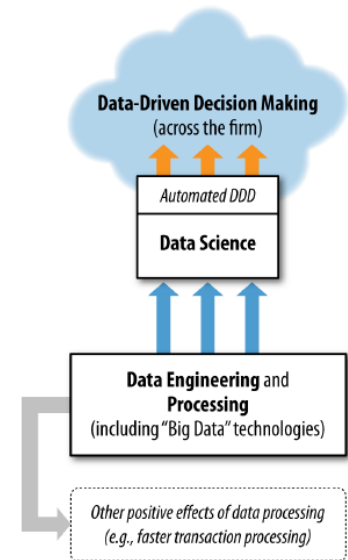 Data-Driven Decision Making
(across the firm)
Automated DDD
Data Science
Data Engineering and
Processing
(including “Big Data” technologies)
Other positive effects of data processing
(e.g., faster transaction processing)